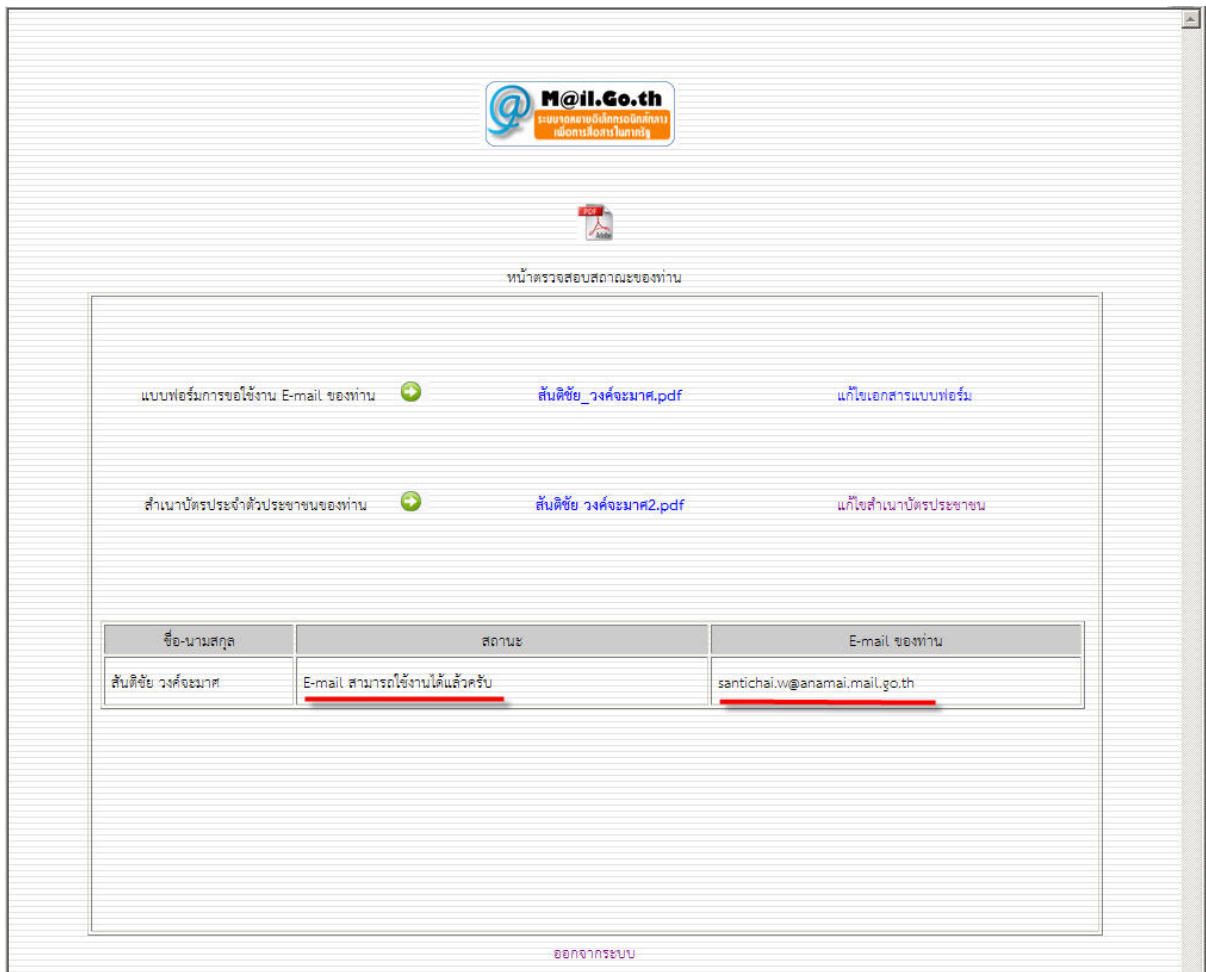 M@il.Go.th
ระบบจดหมายอิเล็กทรอนิกส์กลาง
เพื่อการสื่อสารในภาครัฐ
PDF
Adobe
หน้าตรวจสอบสถาณะของท่าน
แบบฟอร์มการขอใช้งาน E-mail ของท่าน สันติชัย_วงค์จะมาศ.pdf แก้ไขเอกสารแบบฟอร์ม
สำเนาบัตรประจำตัวประชาชนของท่าน สันติชัย วงค์จะมาศ2.pdf แก้ไขสำเนาบัตรประชาชน
ชื่อ-นามสกุล สถานะ E-mail ของท่าน
สันติชัย วงค์จะมาศ E-mail สามารถใช้งานได้แล้วครับ santichai.w@anamai.mail.go.th
ออกจากระบบ